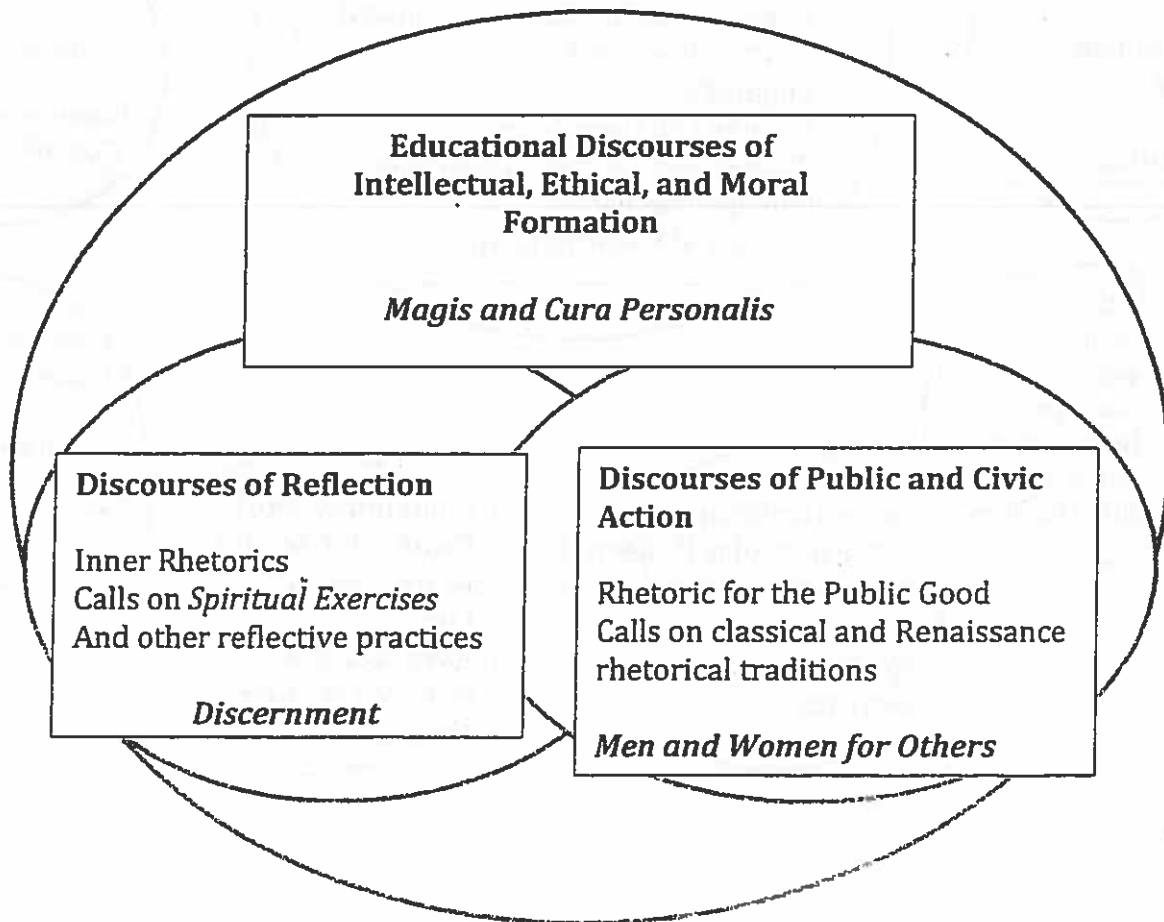 Educational Discourses of
Intellectual, Ethical, and Moral
Formation
Magis and Cura Personalis
Discourses of Reflection
Inner Rhetorics
Calls on Spiritual Exercises
And other reflective practices
Discernment
Discourses of Public and Civic
Action
Rhetoric for the Public Good
Calls on classical and Renaissance
rhetorical traditions
Men and Women for Others